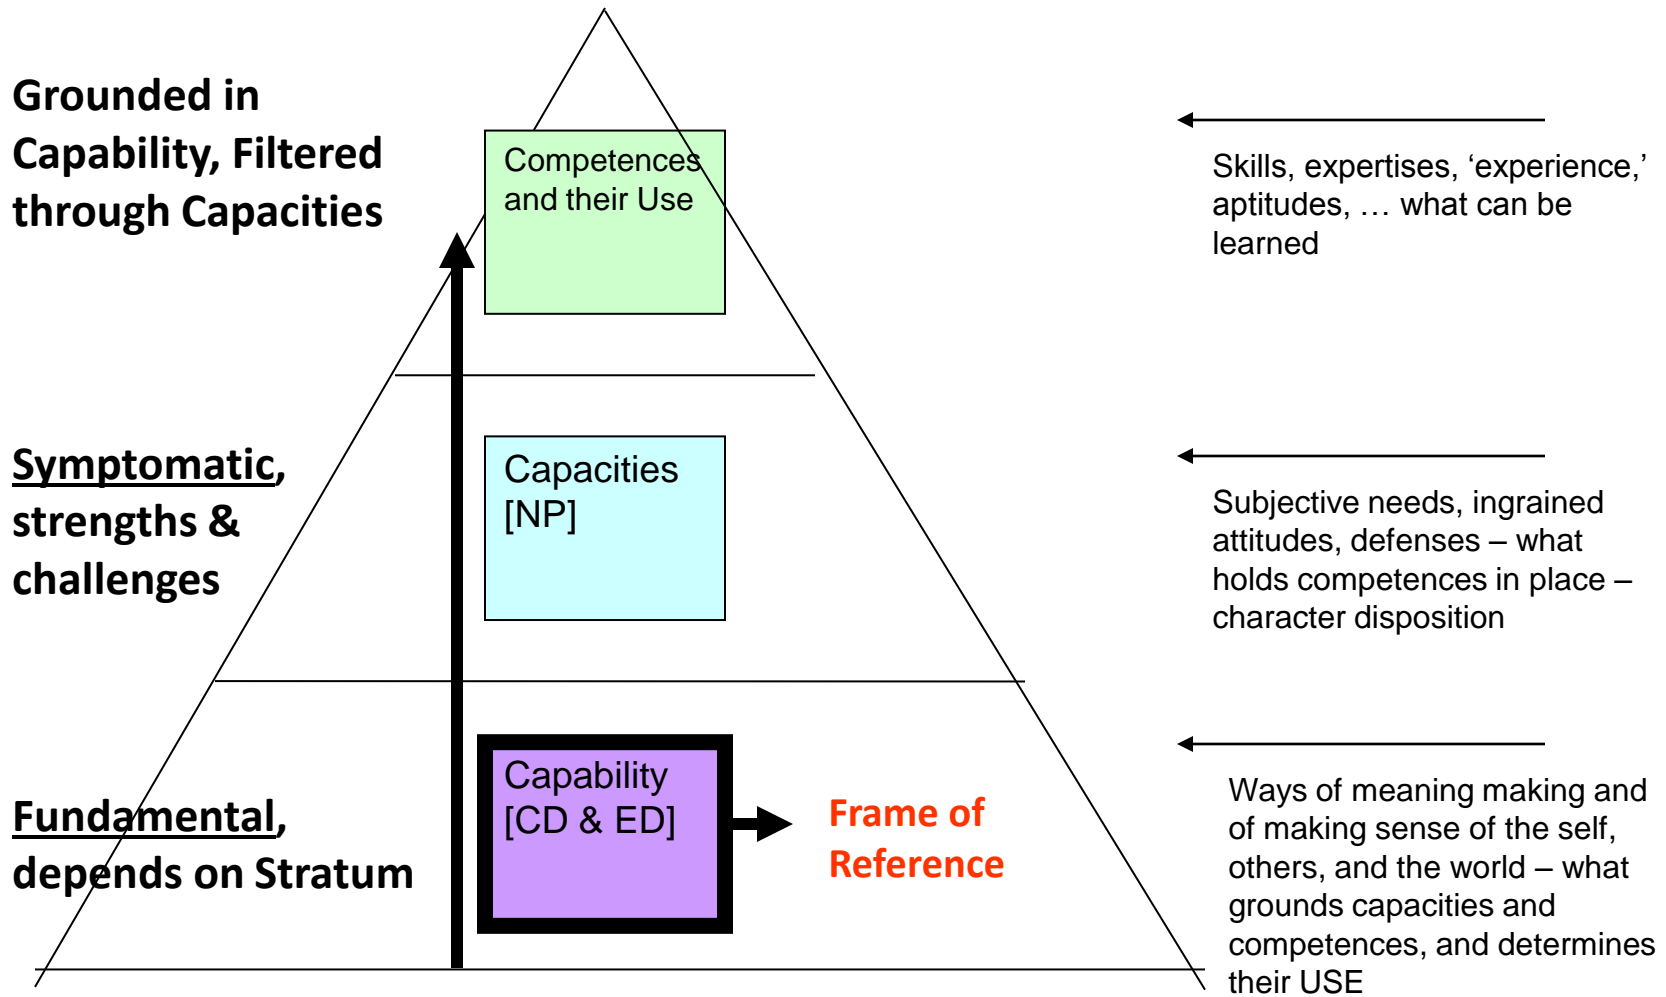 Grounded in
Capability, Filtered
through Capacities
Competences
and their Use
Skills, expertises, ‘experience,’
aptitudes, … what can be
learned
Symptomatic,
strengths &
challenges
Capacities
[NP]
Subjective needs, ingrained
attitudes, defenses – what
holds competences in place –
character disposition
Fundamental,
depends on Stratum
Capability
[CD & ED]
Frame of
Reference
Ways of meaning making and
of making sense of the self,
others, and the world – what
grounds capacities and
competences, and determines
their USE